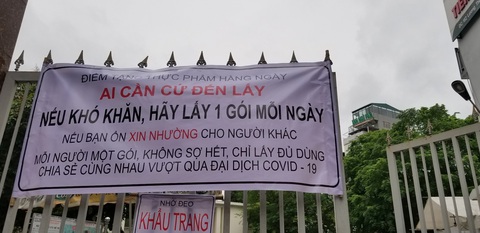 ĐIỂM TẶNG THỰC PHẨM HÀNG NGÀY
AI CẦN CỨ ĐẾN LẤY
NẾU KHÓ KHĂN, HÃY LẤY 1 GÓI MỖI NGÀY
NẾU BẠN ỔN XIN NHƯỜNG CHO NGƯỜI KHÁC
MỖI NGƯỜI MỘT GÓI, KHÔNG SỢ HẾT, CHỈ LẤY ĐỦ DÙNG
CHIA SẺ CÙNG NHAU VƯỢT QUA ĐẠI DỊCH COVID - 19
NHỚ ĐEO
KHẨU TRANG